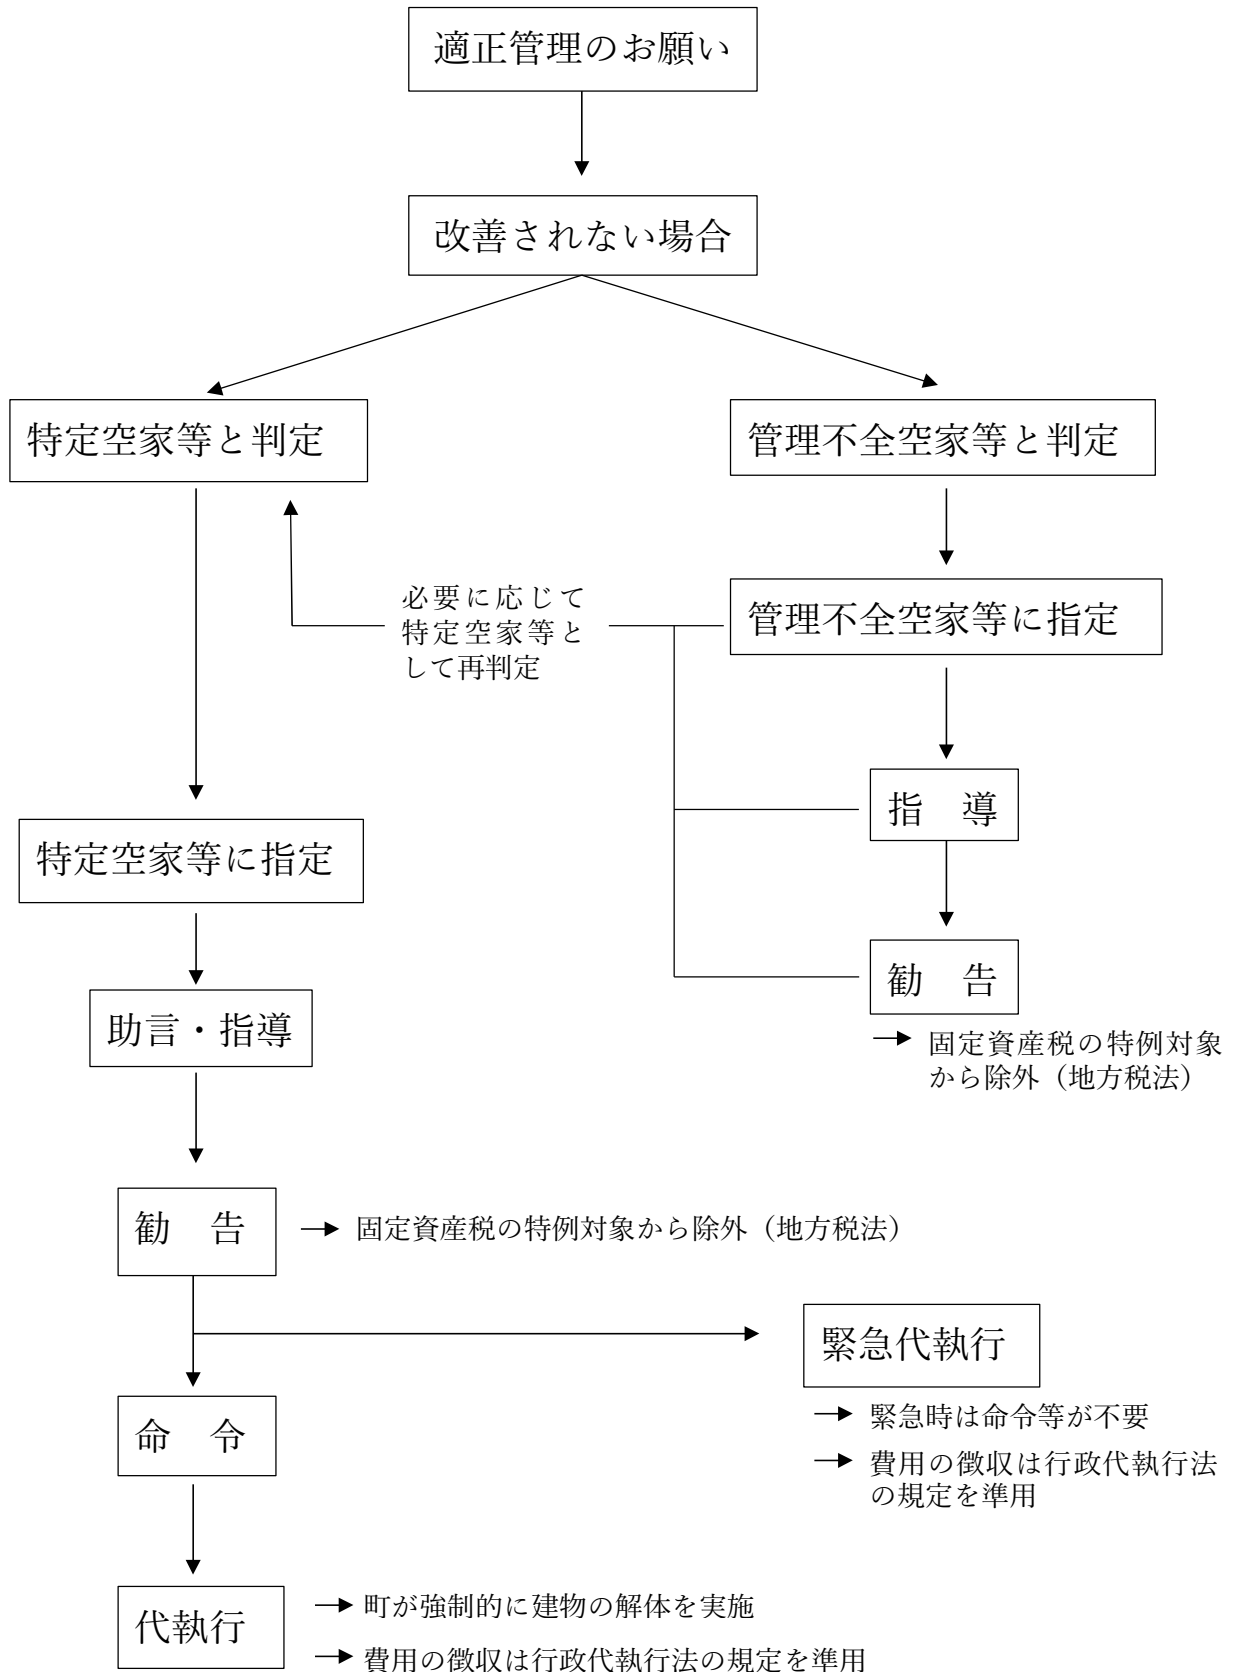 適正管理のお願い
改善されない場合
特定空家等と判定
管理不全空家等と判定
必要に応じて
特定空家等と
して再判定
管理不全空家等に指定
指　導
特定空家等に指定
勧　告
→ 固定資産税の特例対象
から除外（地方税法）
助言・指導
勧　告
→ 固定資産税の特例対象から除外（地方税法）
緊急代執行
→ 緊急時は命令等が不要
→ 費用の徴収は行政代執行法
の規定を準用
命　令
代執行
→ 町が強制的に建物の解体を実施
→ 費用の徴収は行政代執行法の規定を準用